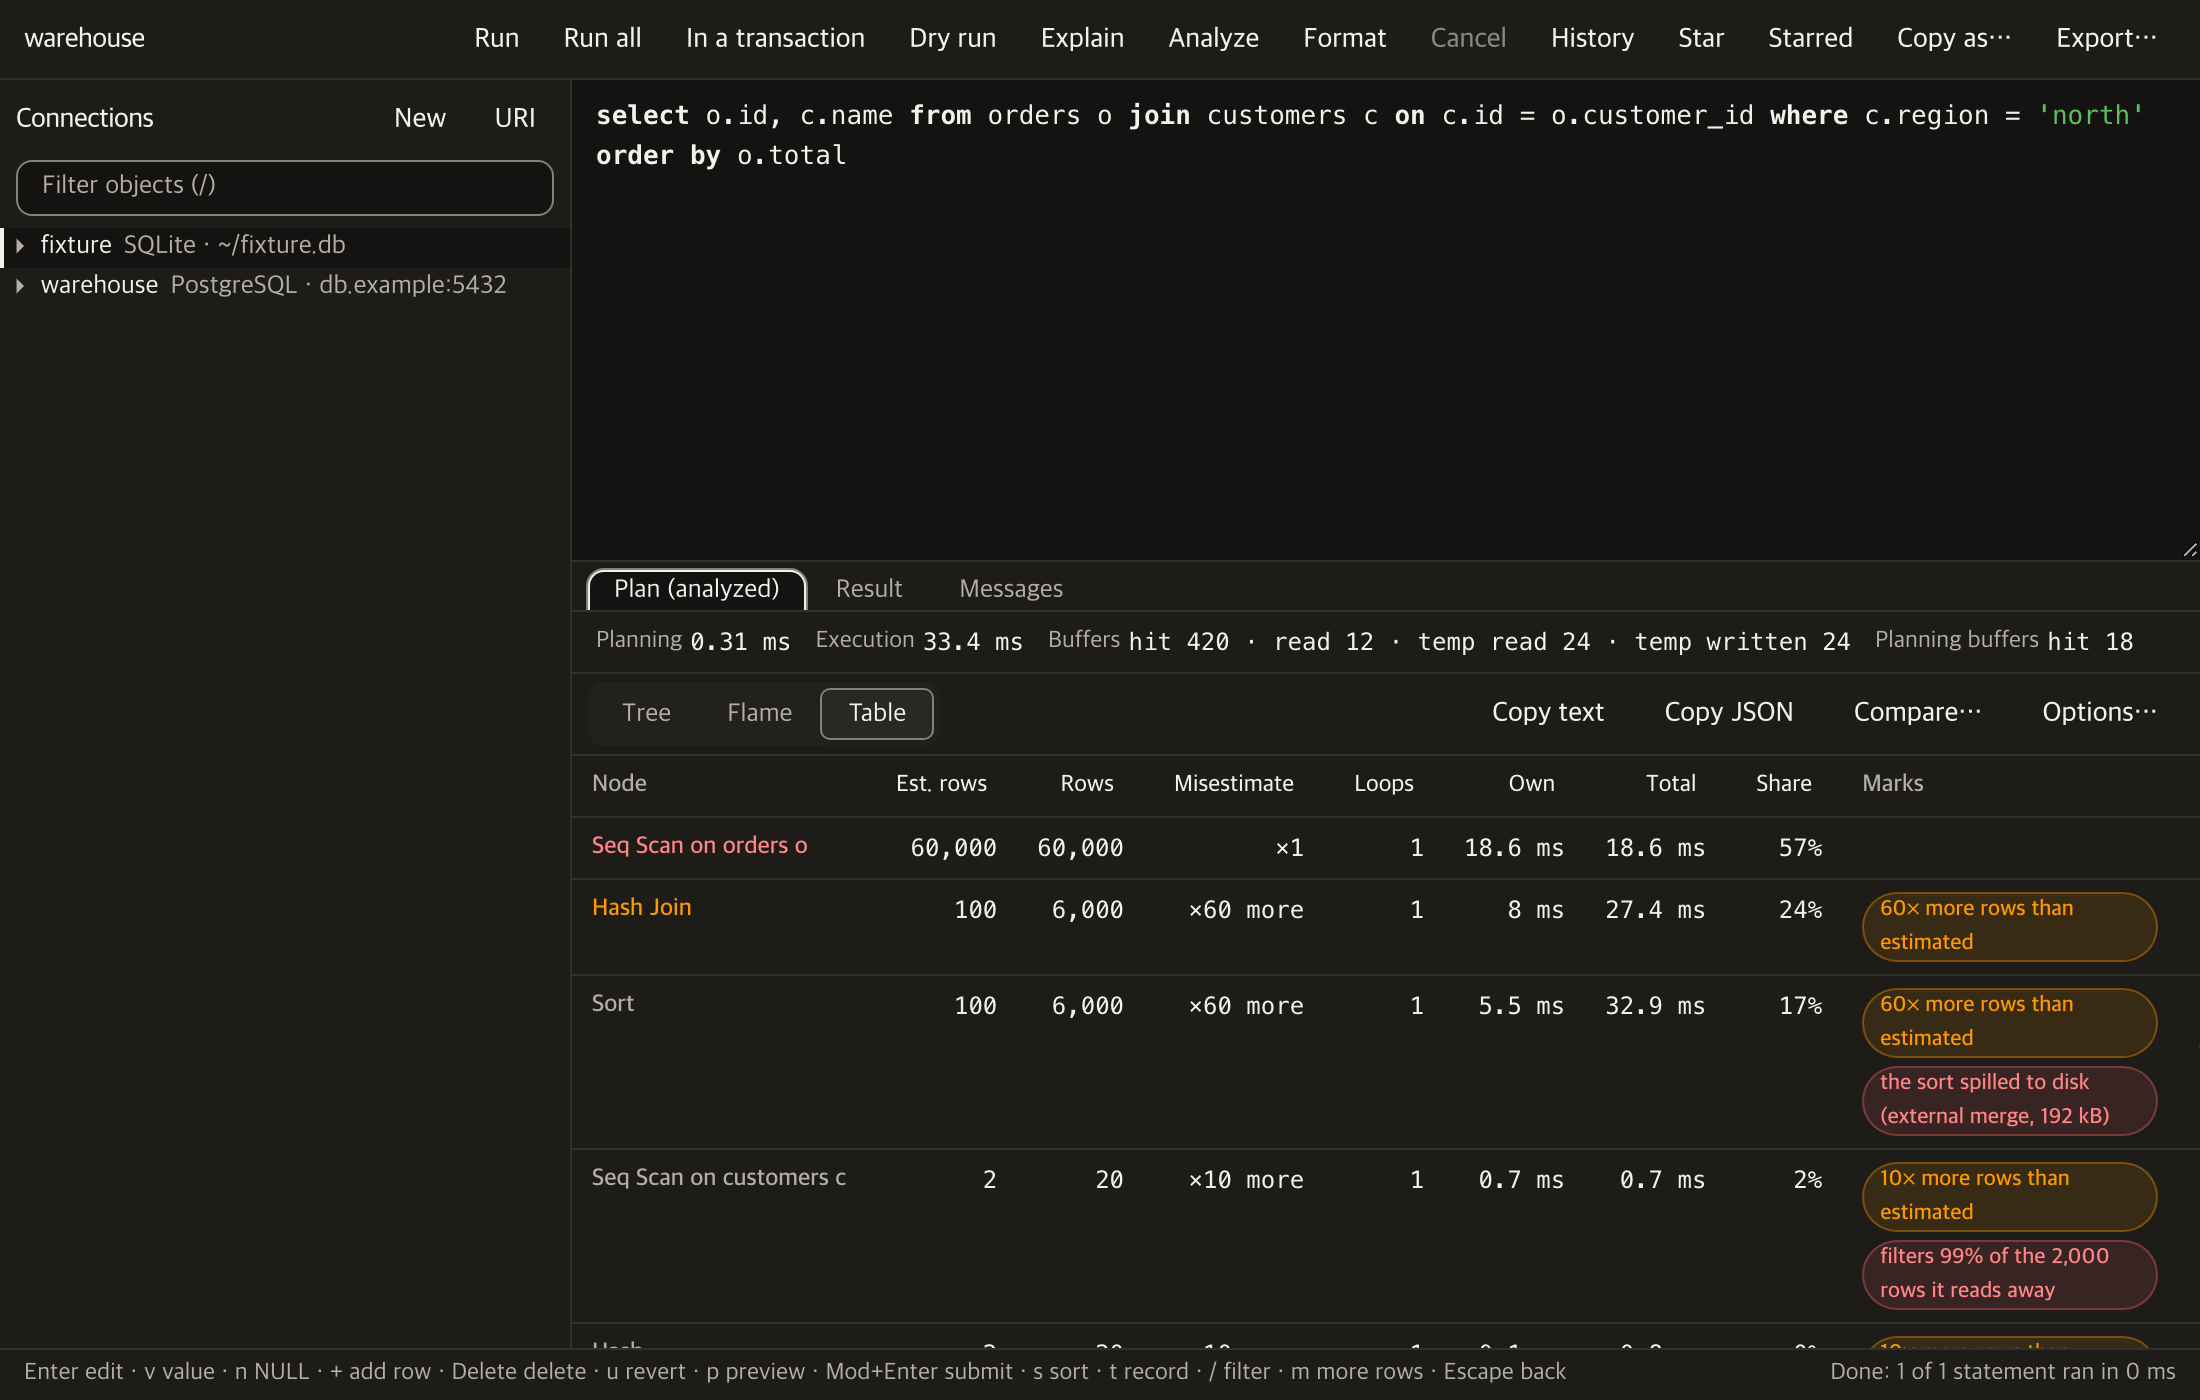 warehouse Run Run all In a transaction Dry run Explain Analyze Format Cancel History Star Starred Copy as… Export…
Connections New URI
Filter objects (/)
fixture SQLite · ~/fixture.db
warehouse PostgreSQL · db.example:5432
select o.id, c.name from orders o join customers c on c.id = o.customer_id where c.region = 'north'
order by o.total
Plan (analyzed) Result Messages
Planning 0.31 ms Execution 33.4 ms Buffers hit 420 · read 12 · temp read 24 · temp written 24 Planning buffers hit 18
Tree Flame Table Copy text Copy JSON Compare… Options…
Node Est. rows Rows Misestimate Loops Own Total Share Marks
Seq Scan on orders o 60,000 60,000 ×1 1 18.6 ms 18.6 ms 57%
Hash Join 100 6,000 ×60 more 1 8 ms 27.4 ms 24% 60× more rows than
estimated
Sort 100 6,000 ×60 more 1 5.5 ms 32.9 ms 17% 60× more rows than
estimated
the sort spilled to disk
(external merge, 192 kB)
Seq Scan on customers c 2 20 ×10 more 1 0.7 ms 0.7 ms 2% 10× more rows than
estimated
filters 99% of the 2,000
rows it reads away
Enter edit · v value · n NULL · + add row · Delete delete · u revert · p preview · Mod+Enter submit · s sort · t record · / filter · m more rows · Escape back Done: 1 of 1 statement ran in 0 ms